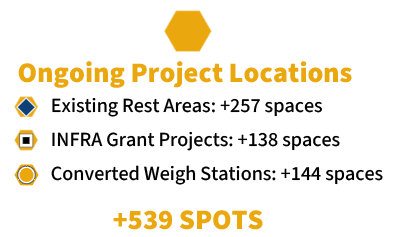 Ongoing Project Locations
Existing Rest Areas: +257 spaces
INFRA Grant Projects: +138 spaces
Converted Weigh Stations: +144 spaces
+539 SPOTS